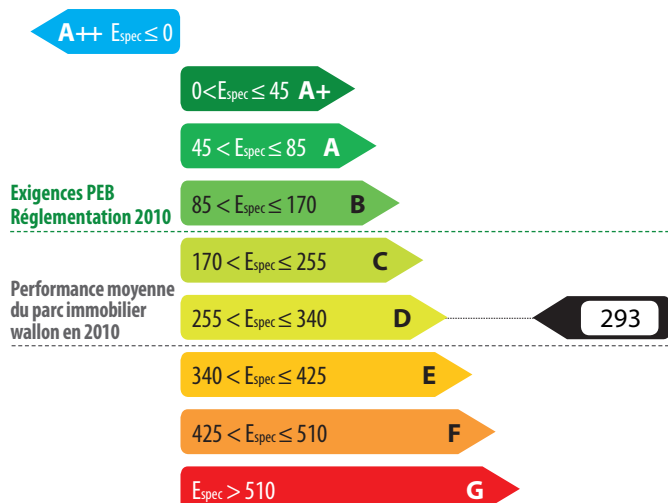 A++ Espec ≤ 0
0<Espec ≤ 45 A+
45 < Espec ≤ 85 A
Exigences PEB
Réglementation 2010
85 < Espec ≤ 170 B
170 < Espec ≤ 255 C
Performance moyenne
du parc immobilier
wallon en 2010
255 < Espec ≤ 340 D
293
340 < Espec ≤ 425 E
425 < Espec ≤ 510 F
Espec > 510 G